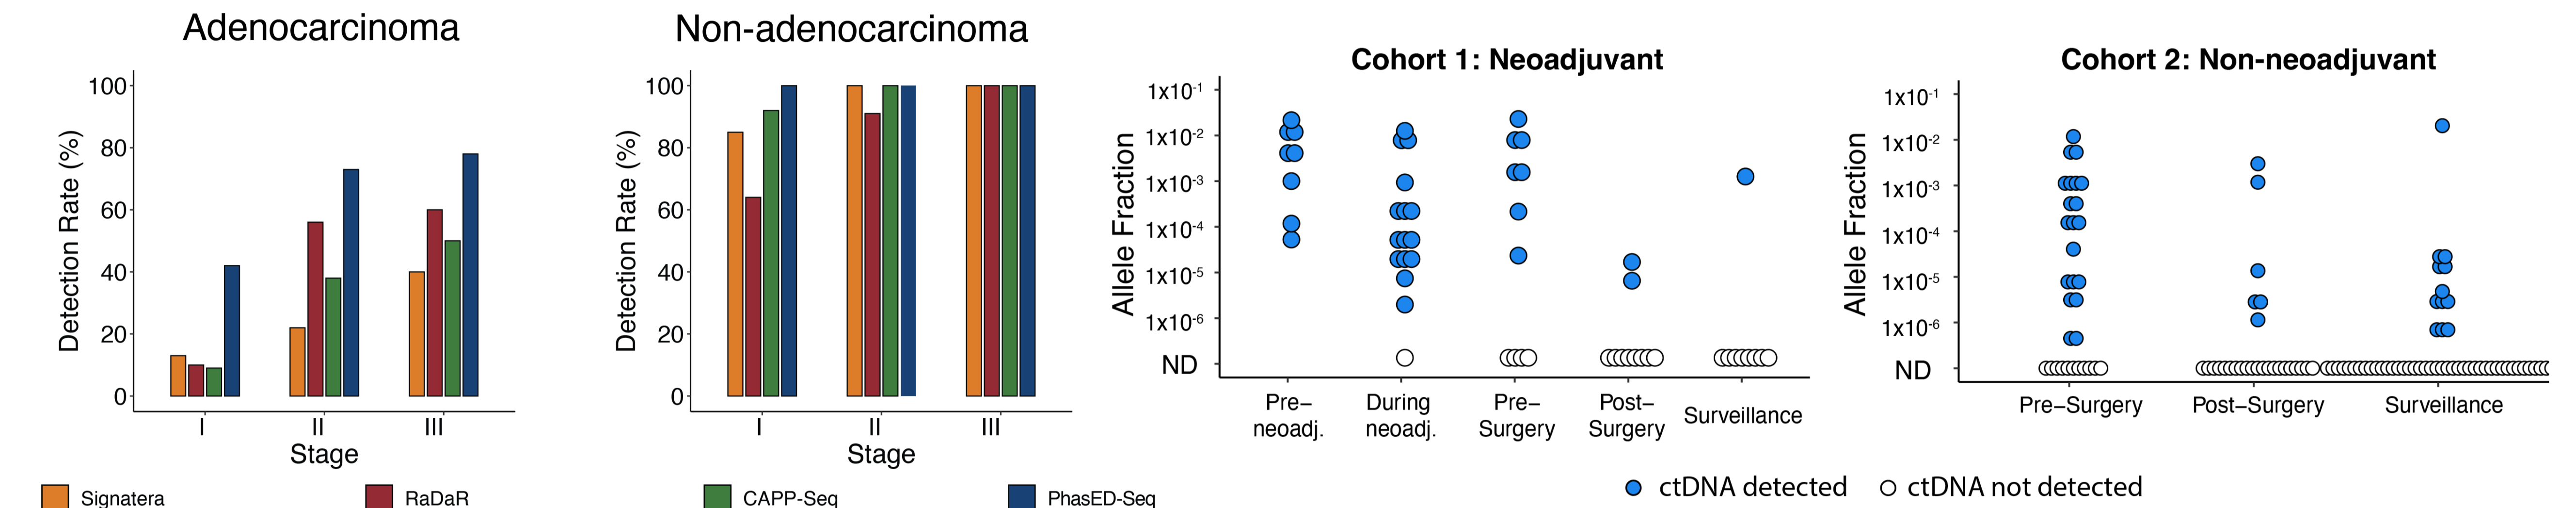 Adenocarcinoma
Detection Rate (%)
100
80
60
40
20
0
I II III
Stage
Non-adenocarcinoma
Detection Rate (%)
100
80
60
40
20
0
I II III
Stage
Signatera RaDaR CAPP-Seq PhasED-Seq
Cohort 1: Neoadjuvant
Allele Fraction
1x10-1
1x10-2
1x10-3
1x10-4
1x10-5
1x10-6
ND
Pre–
neoadj.
During
neoadj.
Pre–
Surgery
Post–
Surgery
Surveillance
Cohort 2: Non-neoadjuvant
Allele Fraction
1x10-1
1x10-2
1x10-3
1x10-4
1x10-5
1x10-6
ND
Pre–Surgery Post–Surgery Surveillance
ctDNA detected ctDNA not detected